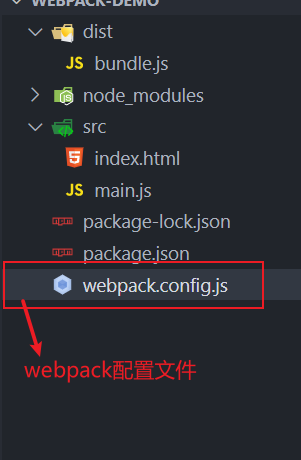 WEBPACK-DEMO
dist
JS bundle.js
node_modules
src
index.html
JS main.js
package-lock.json
package.json
webpack.config.js
webpack配置文件